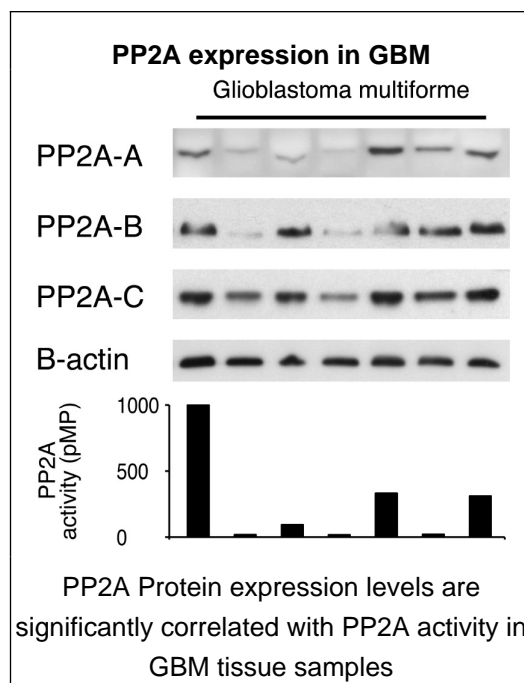 PP2A expression in GBM
Glioblastoma multiforme
PP2A-A
PP2A-B
PP2A-C
B-actin
PP2A
activity (pMP)
1000
500
0
PP2A Protein expression levels are
significantly correlated with PP2A activity in
GBM tissue samples